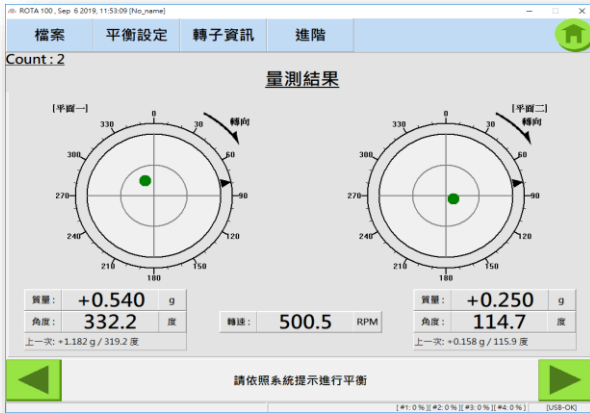 ROTA 100 , Sep 6 2019, 11:53:09 [No_name]
檔案 平衡設定 轉子資訊 進階
Count : 2
量測結果
[平面一] [平面二]
轉向 轉向
0 30 60 90 120 150 180 210 240 270 300 330
0 30 60 90 120 150 180 210 240 270 300 330
質量 : +0.540 g
角度 : 332.2 度
上一次: +1.182 g / 319.2 度
轉速 : 500.5 RPM
質量 : +0.250 g
角度 : 114.7 度
上一次: +0.158 g / 115.9 度
請依照系統提示進行平衡
[ #1: 0 % ][ #2: 0 % ][ #3: 0 % ][ #4: 0 % ] [USB-OK]